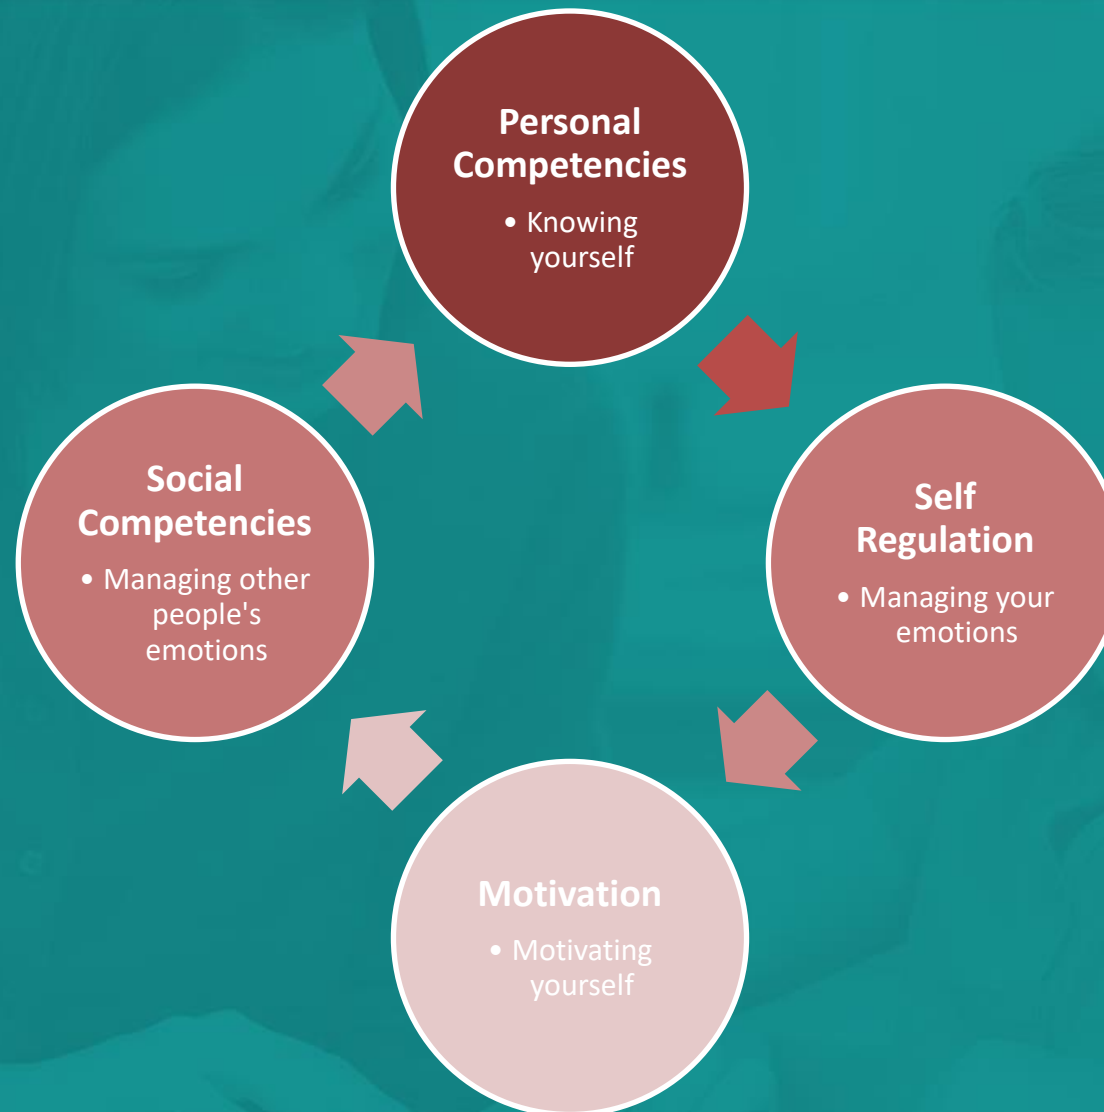 Personal
Competencies
• Knowing
yourself
Self
Regulation
• Managing your
emotions
Motivation
• Motivating
yourself
Social
Competencies
• Managing other
people's
emotions